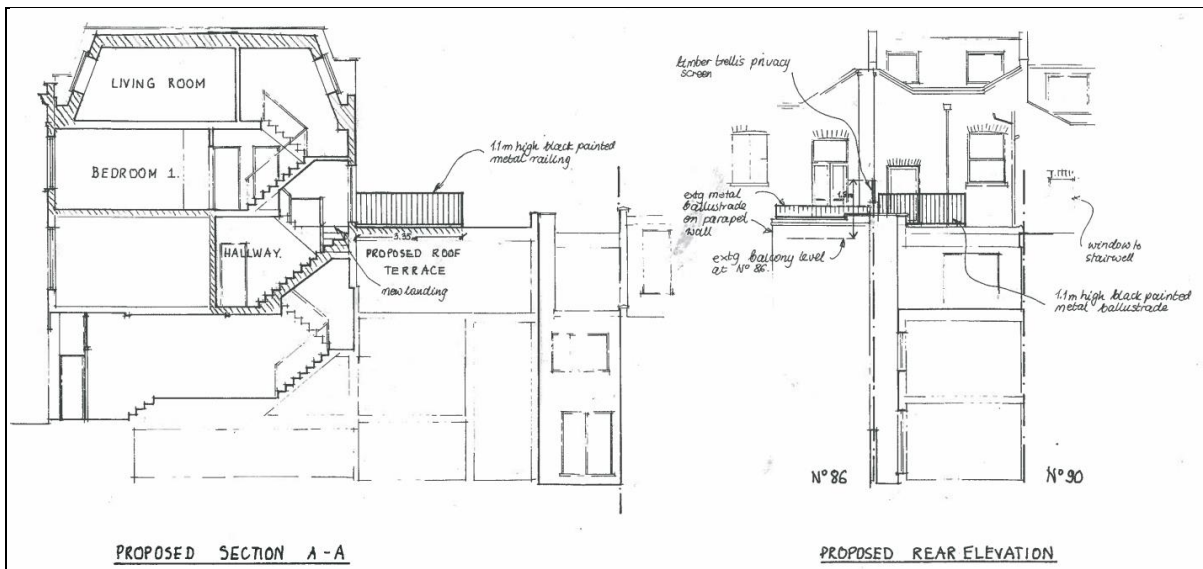 LIVING ROOM
BEDROOM 1.
HALLWAY.
1.1m high black painted
metal railing
3.35
PROPOSED ROOF
TERRACE
new landing
PROPOSED SECTION A-A
timber trellis privacy
screen
extg metal
ballustrade
on parapet
wall
extg balcony level
at No 86.
window to
stairwell
1.1m high black painted
metal ballustrade
No 86
No 90
PROPOSED REAR ELEVATION